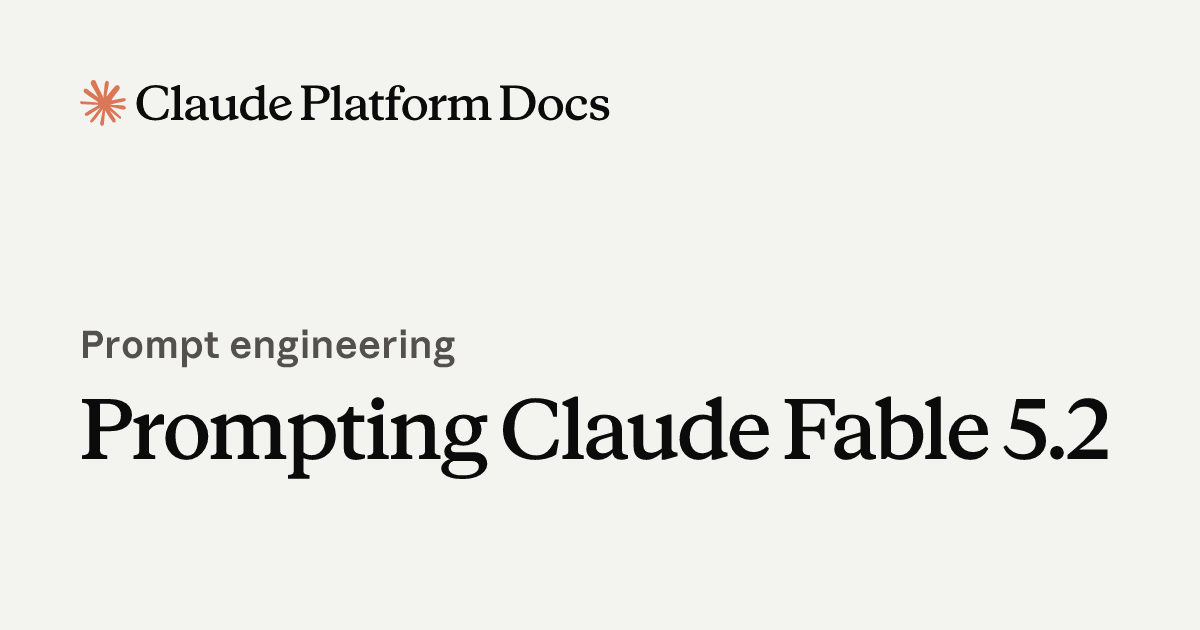 Claude Platform Docs
Prompt engineering
Prompting Claude Fable 5.2